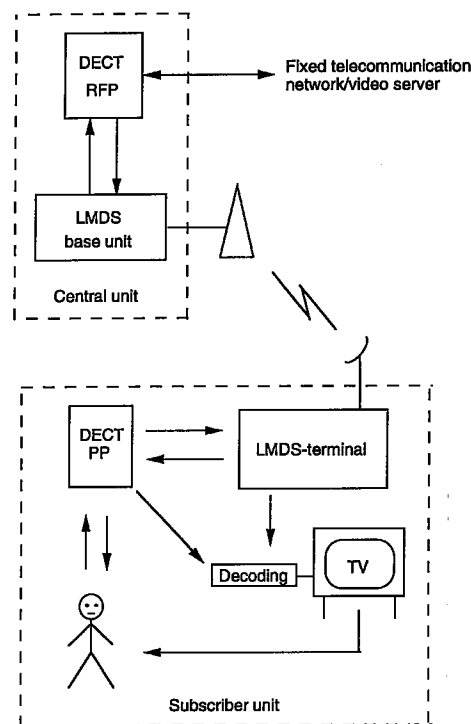 DECT
RFP
Fixed telecommunication
network/video server
LMDS
base unit
Central unit
DECT
PP
LMDS-terminal
Decoding
TV
Subscriber unit